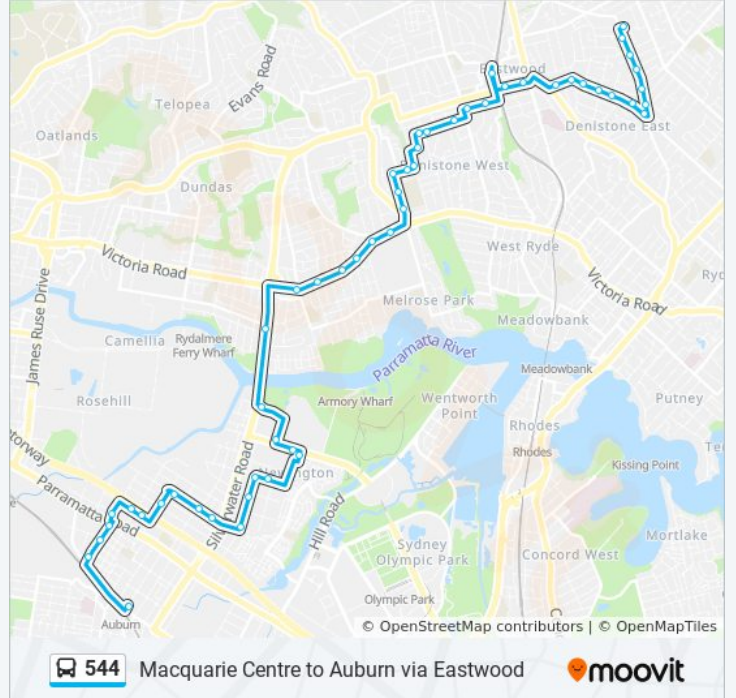 Eastwood
Evans Road
Telopea
Denistone East
Oatlands
Denistone West
Dundas
West Ryde
Victoria Road
Victoria Road
James Ruse Drive
Melrose Park
Meadowbank
Camellia
Rydalmere
Ferry Wharf
Parramatta River
Meadowbank
Rosehill
Armory Wharf
Wentworth
Point
Putney
Rhodes
Rhodes
Kissing Point
Silverwater Road
Newington
Parramatta Road
Hill Road
Mortlake
Sydney
Olympic Park
Concord West
Olympic Park
Auburn
© OpenStreetMap contributors | © OpenMapTiles
544 Macquarie Centre to Auburn via Eastwood moovit